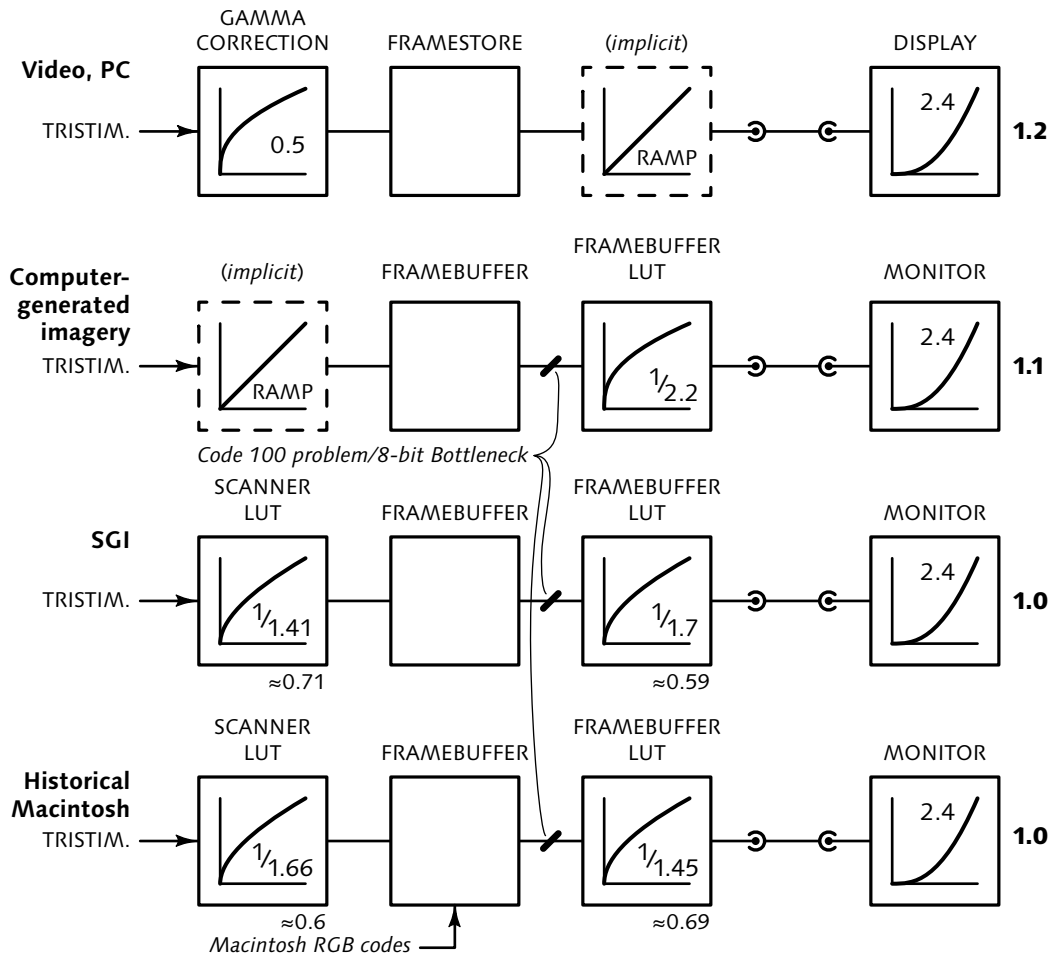 GAMMA
CORRECTION
FRAMESTORE
(implicit)
DISPLAY
Video, PC
TRISTIM.
0.5
RAMP
2.4
1.2
Computer-
generated
imagery
TRISTIM.
(implicit)
RAMP
FRAMEBUFFER
FRAMEBUFFER
LUT
1/2.2
MONITOR
2.4
1.1
Code 100 problem/8-bit Bottleneck
SGI
TRISTIM.
SCANNER
LUT
1/1.41
≈0.71
FRAMEBUFFER
FRAMEBUFFER
LUT
1/1.7
≈0.59
MONITOR
2.4
1.0
Historical
Macintosh
TRISTIM.
SCANNER
LUT
1/1.66
≈0.6
FRAMEBUFFER
FRAMEBUFFER
LUT
1/1.45
≈0.69
MONITOR
2.4
1.0
Macintosh RGB codes